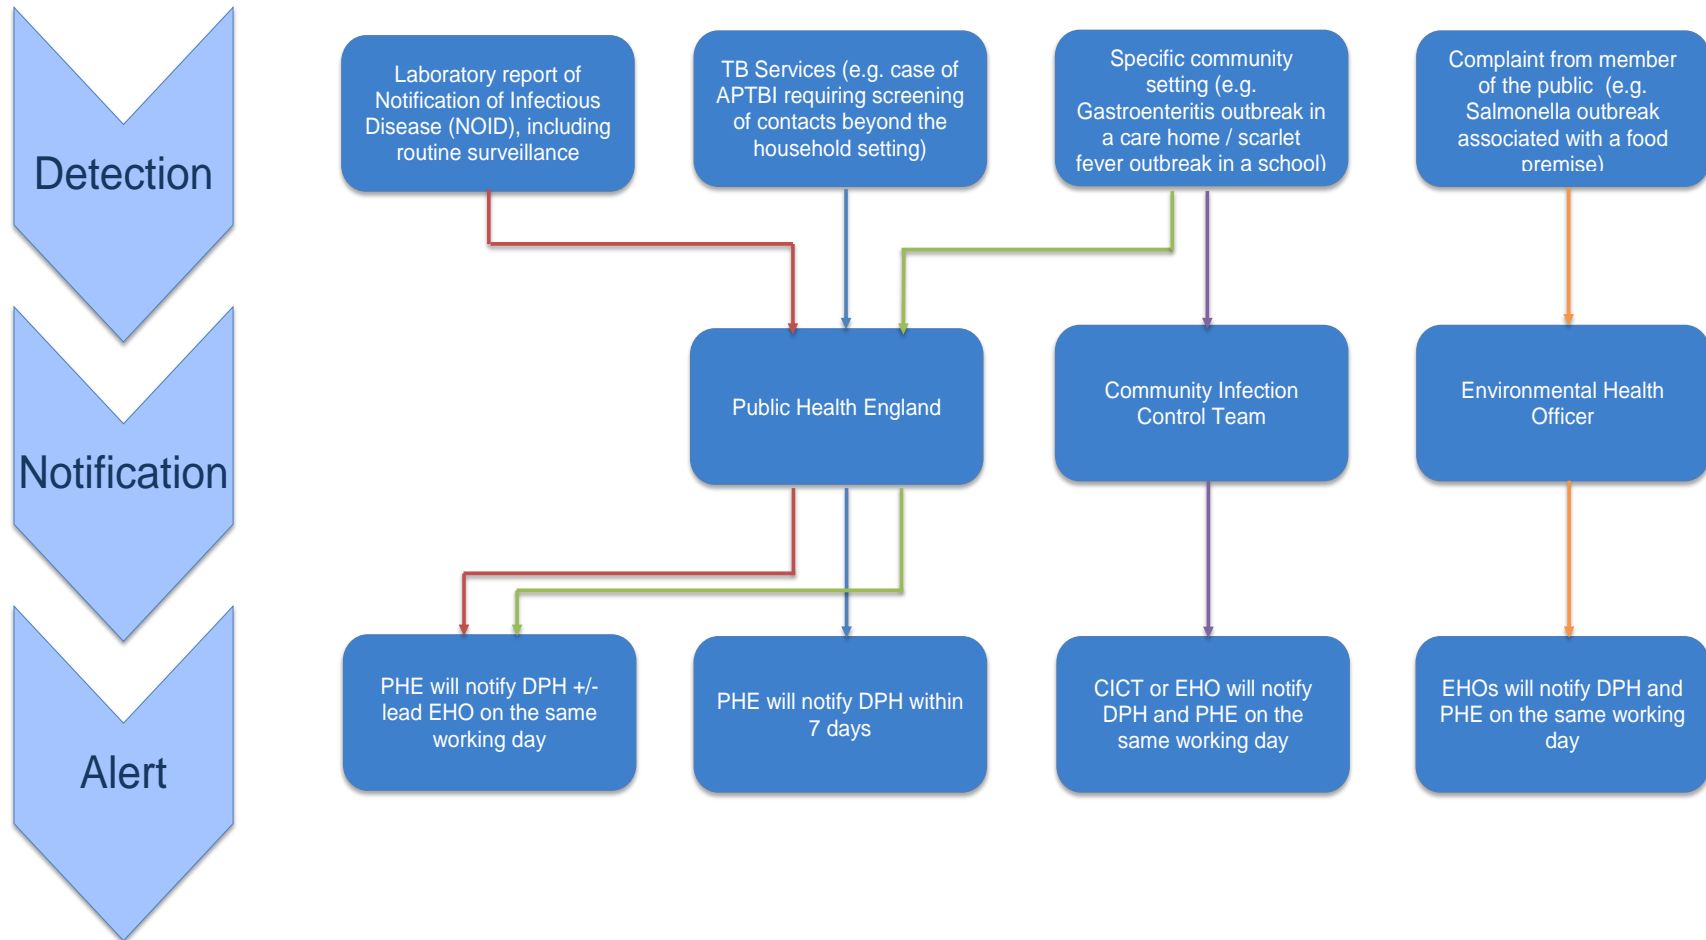 Detection
Laboratory report of
Notification of Infectious
Disease (NOID), including
routine surveillance
TB Services (e.g. case of
APTBI requiring screening
of contacts beyond the
household setting)
Specific community
setting (e.g.
Gastroenteritis outbreak in
a care home / scarlet
fever outbreak in a school)
Complaint from member
of the public (e.g.
Salmonella outbreak
associated with a food
premise)
Notification
Public Health England
Community Infection
Control Team
Environmental Health
Officer
Alert
PHE will notify DPH +/-
lead EHO on the same
working day
PHE will notify DPH within
7 days
CICT or EHO will notify
DPH and PHE on the
same working day
EHOs will notify DPH and
PHE on the same working
day